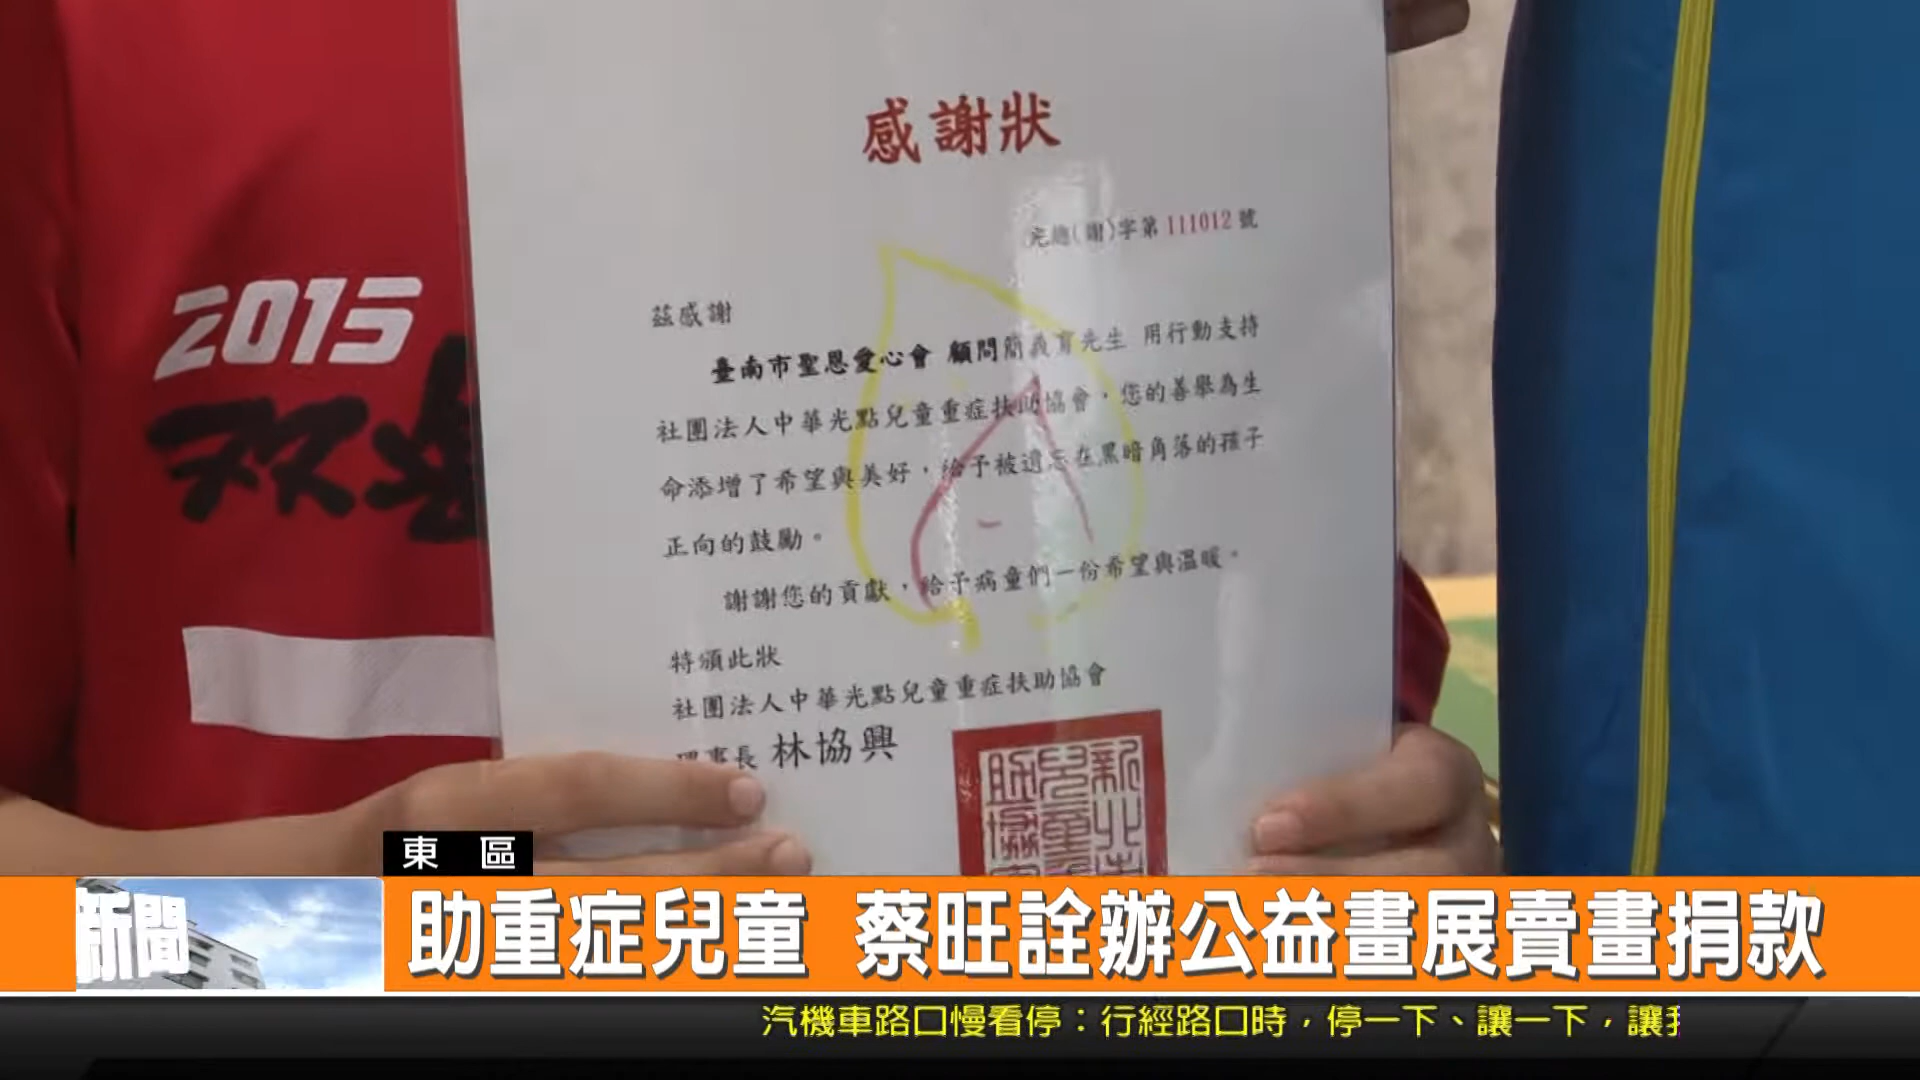 感謝狀
光總(謝)字第 111012 號
茲感謝
臺南市聖恩愛心會 顧問簡義育先生 用行動支持
社團法人中華光點兒童重症扶助協會，您的善舉為生
命添增了希望與美好，給予被遺忘在黑暗角落的孩子
正向的鼓勵。
謝謝您的貢獻，給予病童們一份希望與溫暖。
特頒此狀
社團法人中華光點兒童重症扶助協會
理事長 林協興
2015
東 區
新聞
助重症兒童 蔡旺詮辦公益畫展賣畫捐款
汽機車路口慢看停：行經路口時，停一下、讓一下，讓